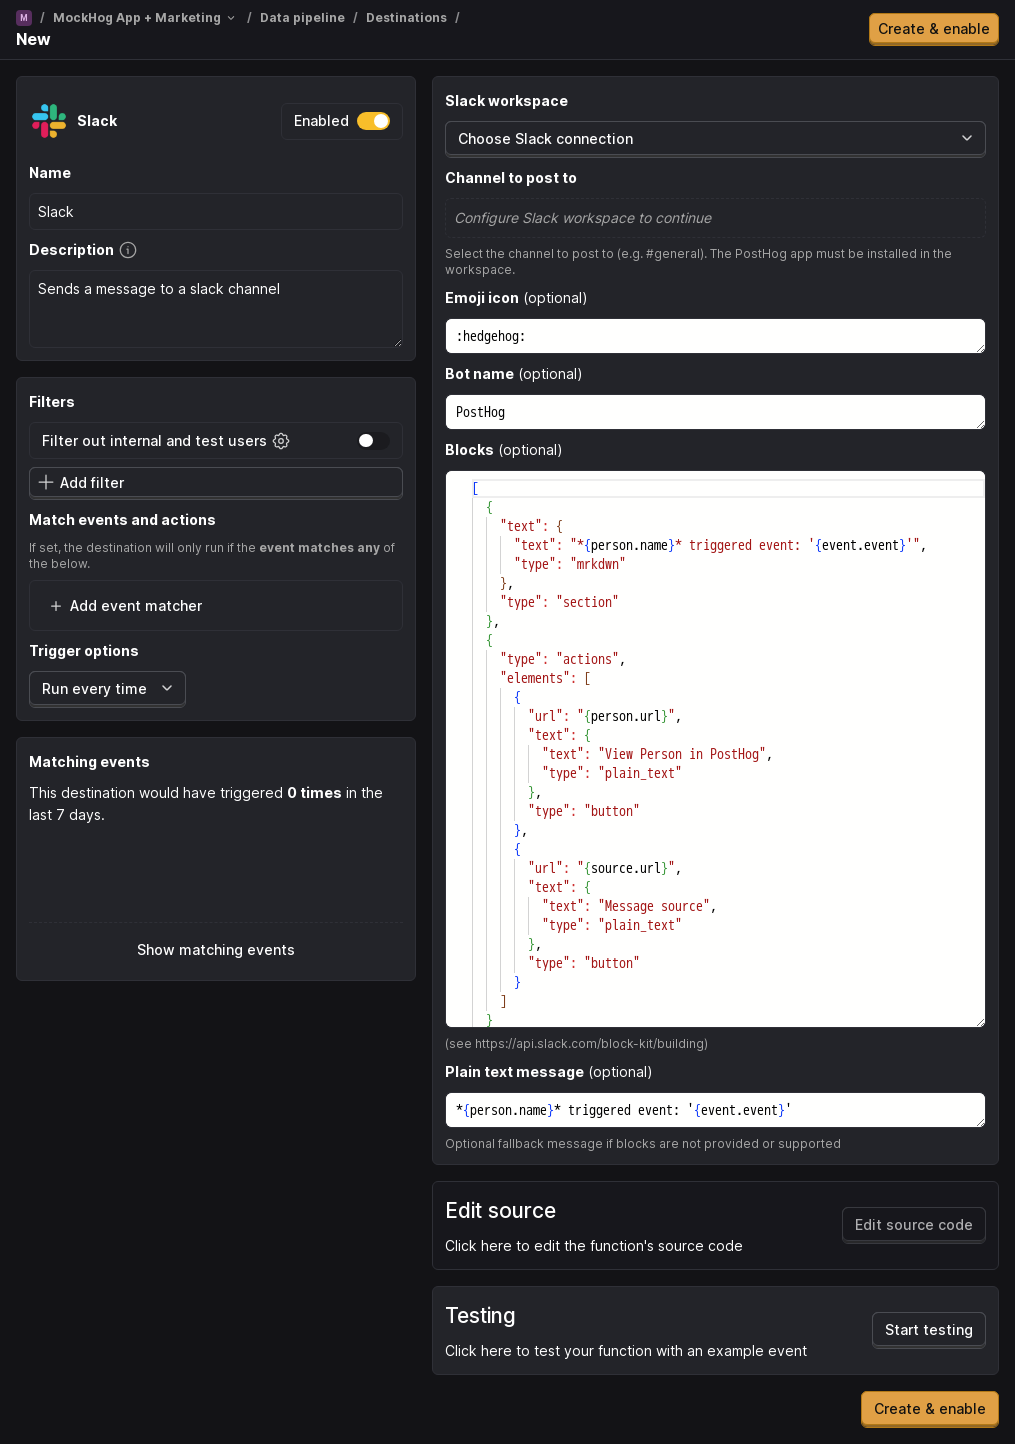 M / MockHog App + Marketing / Data pipeline / Destinations /
New
Create & enable
Slack
Enabled
Name
Slack
Description
Sends a message to a slack channel
Filters
Filter out internal and test users
Add filter
Match events and actions
If set, the destination will only run if the event matches any of
the below.
Add event matcher
Trigger options
Run every time
Matching events
This destination would have triggered 0 times in the
last 7 days.
Show matching events
Slack workspace
Choose Slack connection
Channel to post to
Configure Slack workspace to continue
Select the channel to post to (e.g. #general). The PostHog app must be installed in the
workspace.
Emoji icon (optional)
:hedgehog:
Bot name (optional)
PostHog
Blocks (optional)
[
{
"text": {
"text": "*{person.name}* triggered event: '{event.event}'",
"type": "mrkdwn"
},
"type": "section"
},
{
"type": "actions",
"elements": [
{
"url": "{person.url}",
"text": {
"text": "View Person in PostHog",
"type": "plain_text"
},
"type": "button"
},
{
"url": "{source.url}",
"text": {
"text": "Message source",
"type": "plain_text"
},
"type": "button"
}
]
}
(see https://api.slack.com/block-kit/building)
Plain text message (optional)
*{person.name}* triggered event: '{event.event}'
Optional fallback message if blocks are not provided or supported
Edit source
Click here to edit the function's source code
Edit source code
Testing
Click here to test your function with an example event
Start testing
Create & enable